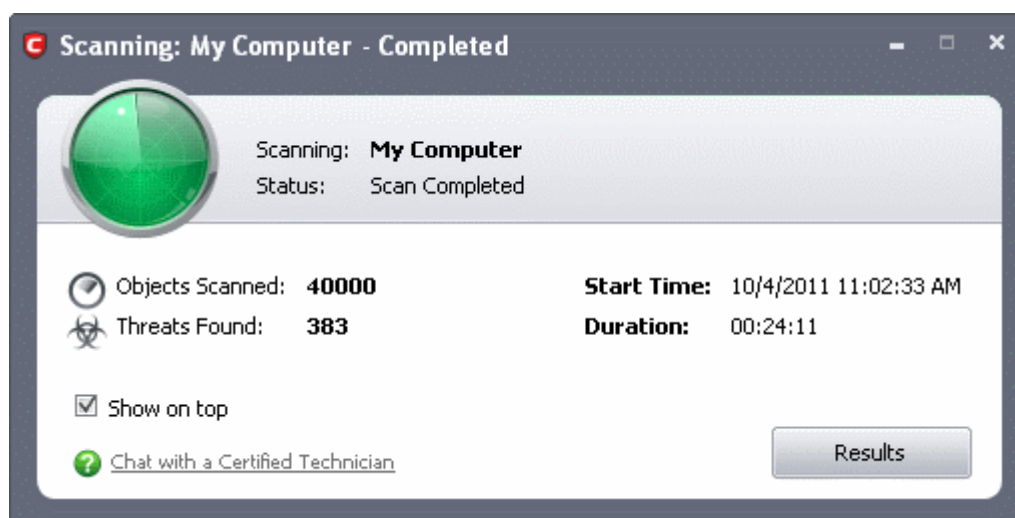 Scanning: My Computer - Completed
Scanning: My Computer
Status: Scan Completed
Objects Scanned: 40000
Threats Found: 383
Start Time: 10/4/2011 11:02:33 AM
Duration: 00:24:11
Show on top
Chat with a Certified Technician
Results